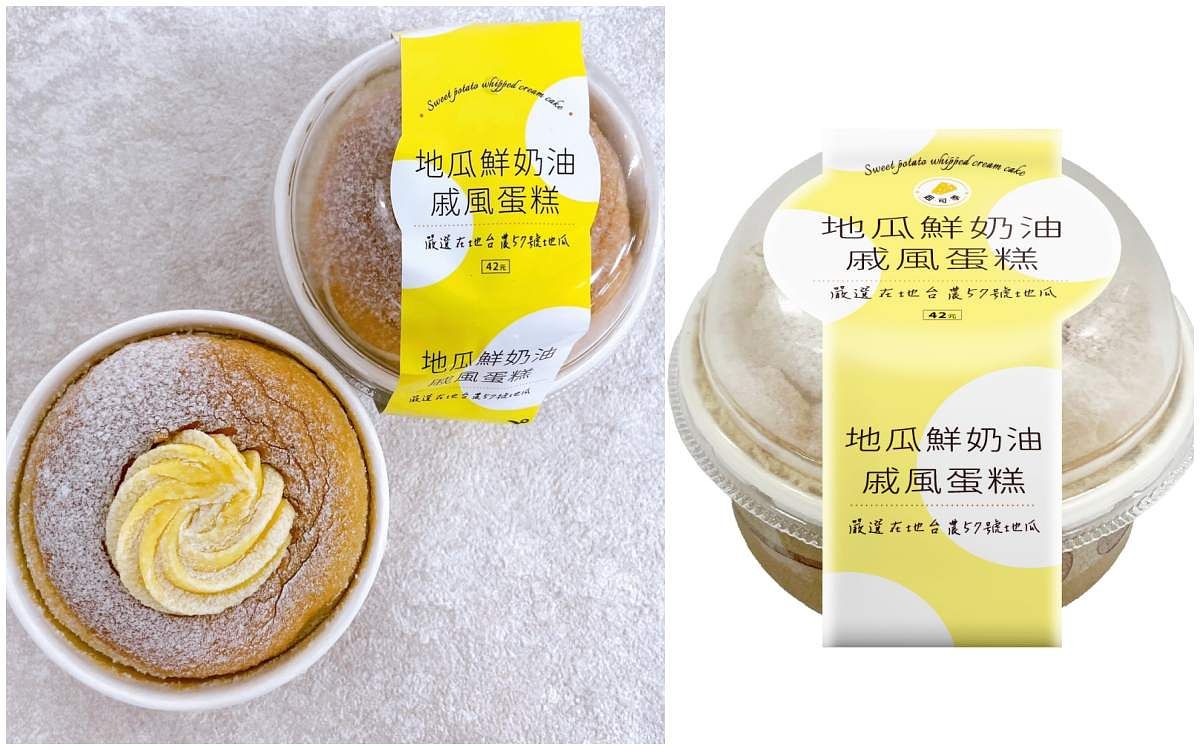 Sweet potato whipped cream cake
地瓜鮮奶油
戚風蛋糕
嚴選在地台農57號地瓜
42元
地瓜鮮奶油
戚風蛋糕
嚴選在地台農57號地瓜
Sweet potato whipped cream cake
地瓜鮮奶油
戚風蛋糕
嚴選在地台農57號地瓜
42元
地瓜鮮奶油
戚風蛋糕
嚴選在地台農57號地瓜